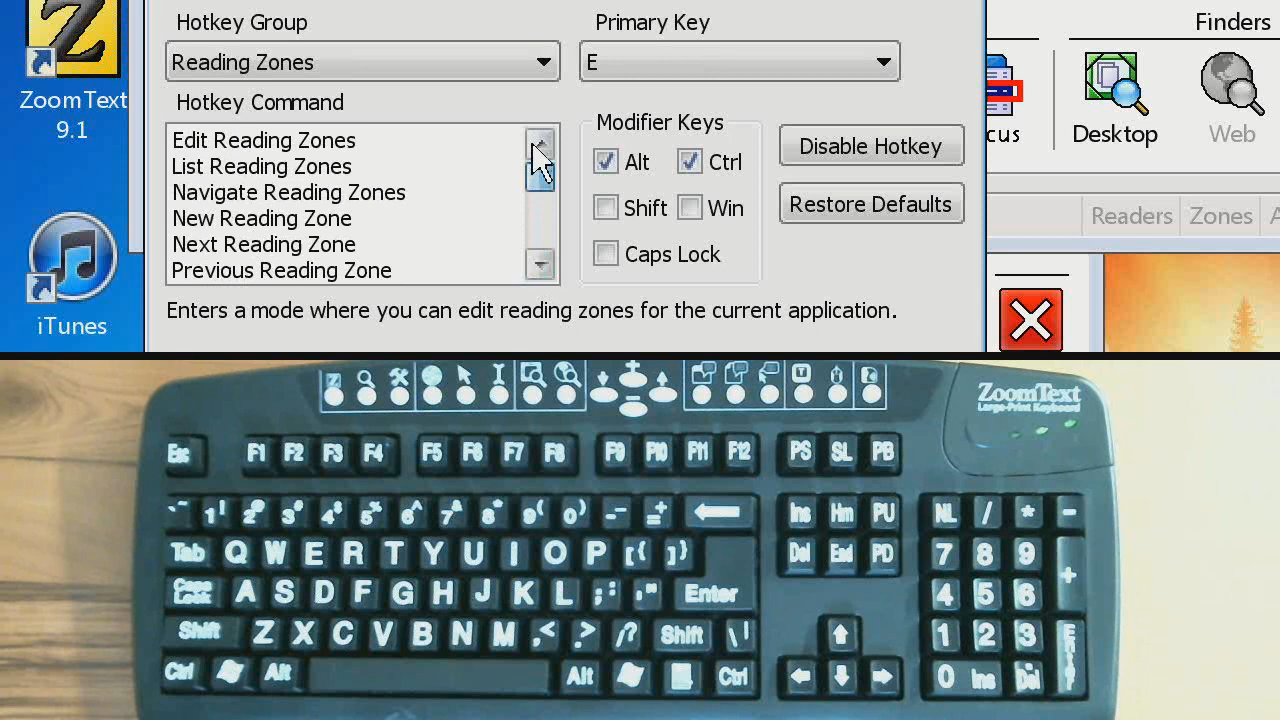 Hotkey Group
Primary Key
Finders
Reading Zones
E
ZoomText
9.1
Hotkey Command
Edit Reading Zones
List Reading Zones
Navigate Reading Zones
New Reading Zone
Next Reading Zone
Previous Reading Zone
Modifier Keys
Alt
Ctrl
Shift
Win
Caps Lock
Disable Hotkey
Restore Defaults
cus
Desktop
Web
Readers
Zones
iTunes
Enters a mode where you can edit reading zones for the current application.
ZoomText
Large-Print Keyboard
Esc F1 F2 F3 F4 F5 F6 F7 F8 F9 F10 F11 F12 PS SL PB
1! 2@ 3# 4$ 5% 6^ 7& 8* 9( 0) -_ =+ Ins Hm PU NL / * -
Tab Q W E R T Y U I O P [{ ]} Del End PD 7 8 9 +
Caps Lock A S D F G H J K L ;: '" Enter 4 5 6
Shift Z X C V B N M ,< .> /? Shift \| 1 2 3 Enter
Ctrl Alt Alt Ctrl 0 Ins Del